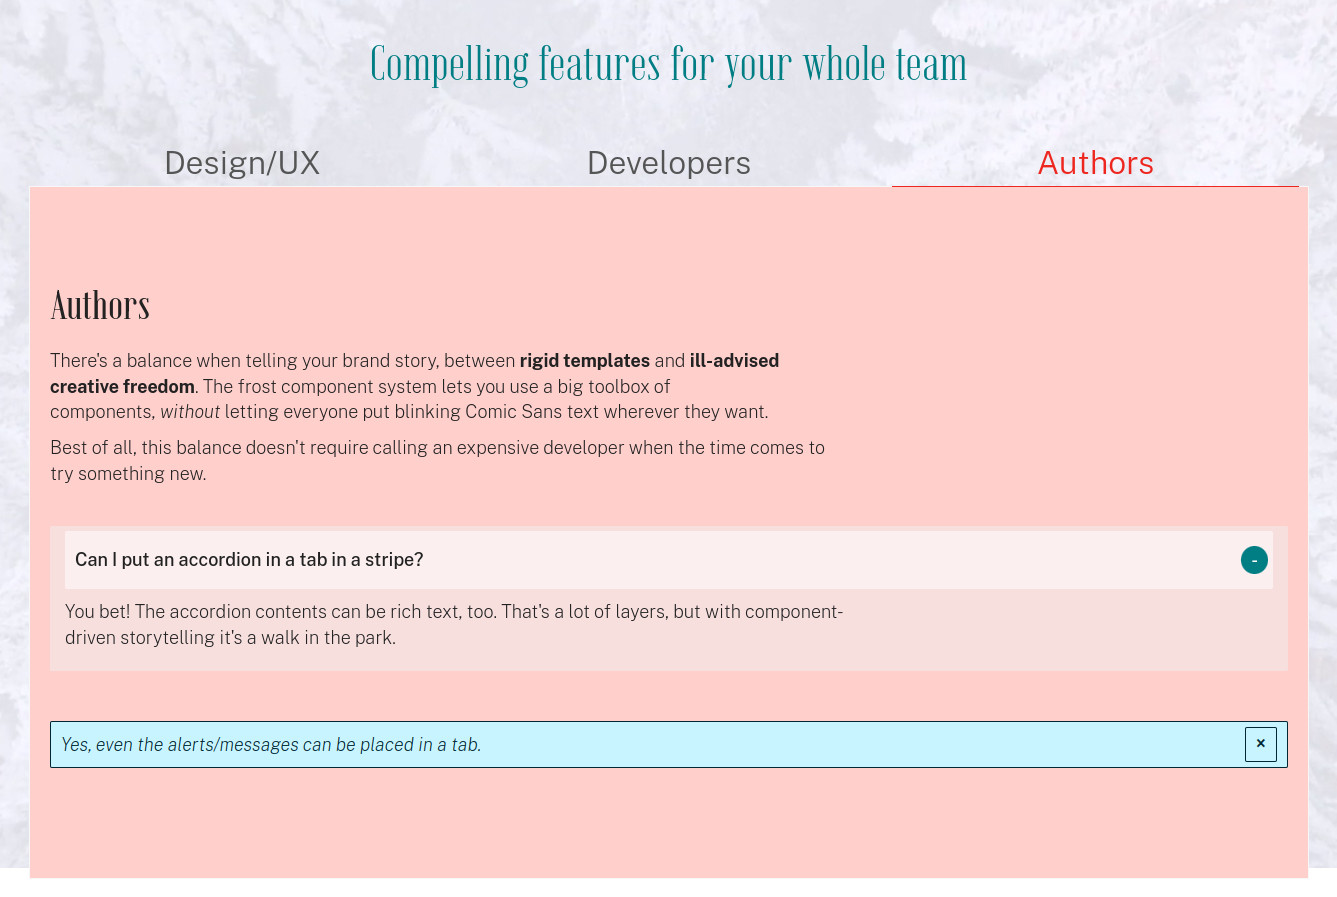 Compelling features for your whole team
Design/UX
Developers
Authors
Authors
There's a balance when telling your brand story, between rigid templates and ill-advised
creative freedom. The frost component system lets you use a big toolbox of
components, without letting everyone put blinking Comic Sans text wherever they want.
Best of all, this balance doesn't require calling an expensive developer when the time comes to
try something new.
Can I put an accordion in a tab in a stripe?
-
You bet! The accordion contents can be rich text, too. That's a lot of layers, but with component-
driven storytelling it's a walk in the park.
Yes, even the alerts/messages can be placed in a tab.
×